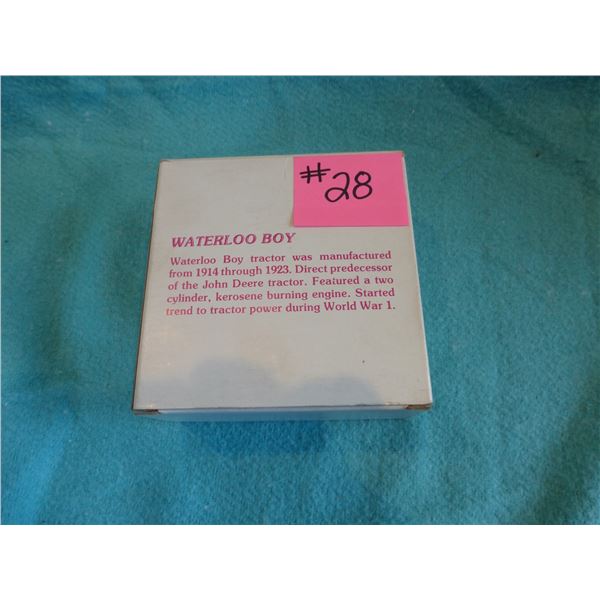 #28
WATERLOO BOY
Waterloo Boy tractor was manufactured
from 1914 through 1923. Direct predecessor
of the John Deere tractor. Featured a two
cylinder, kerosene burning engine. Started
trend to tractor power during World War 1.